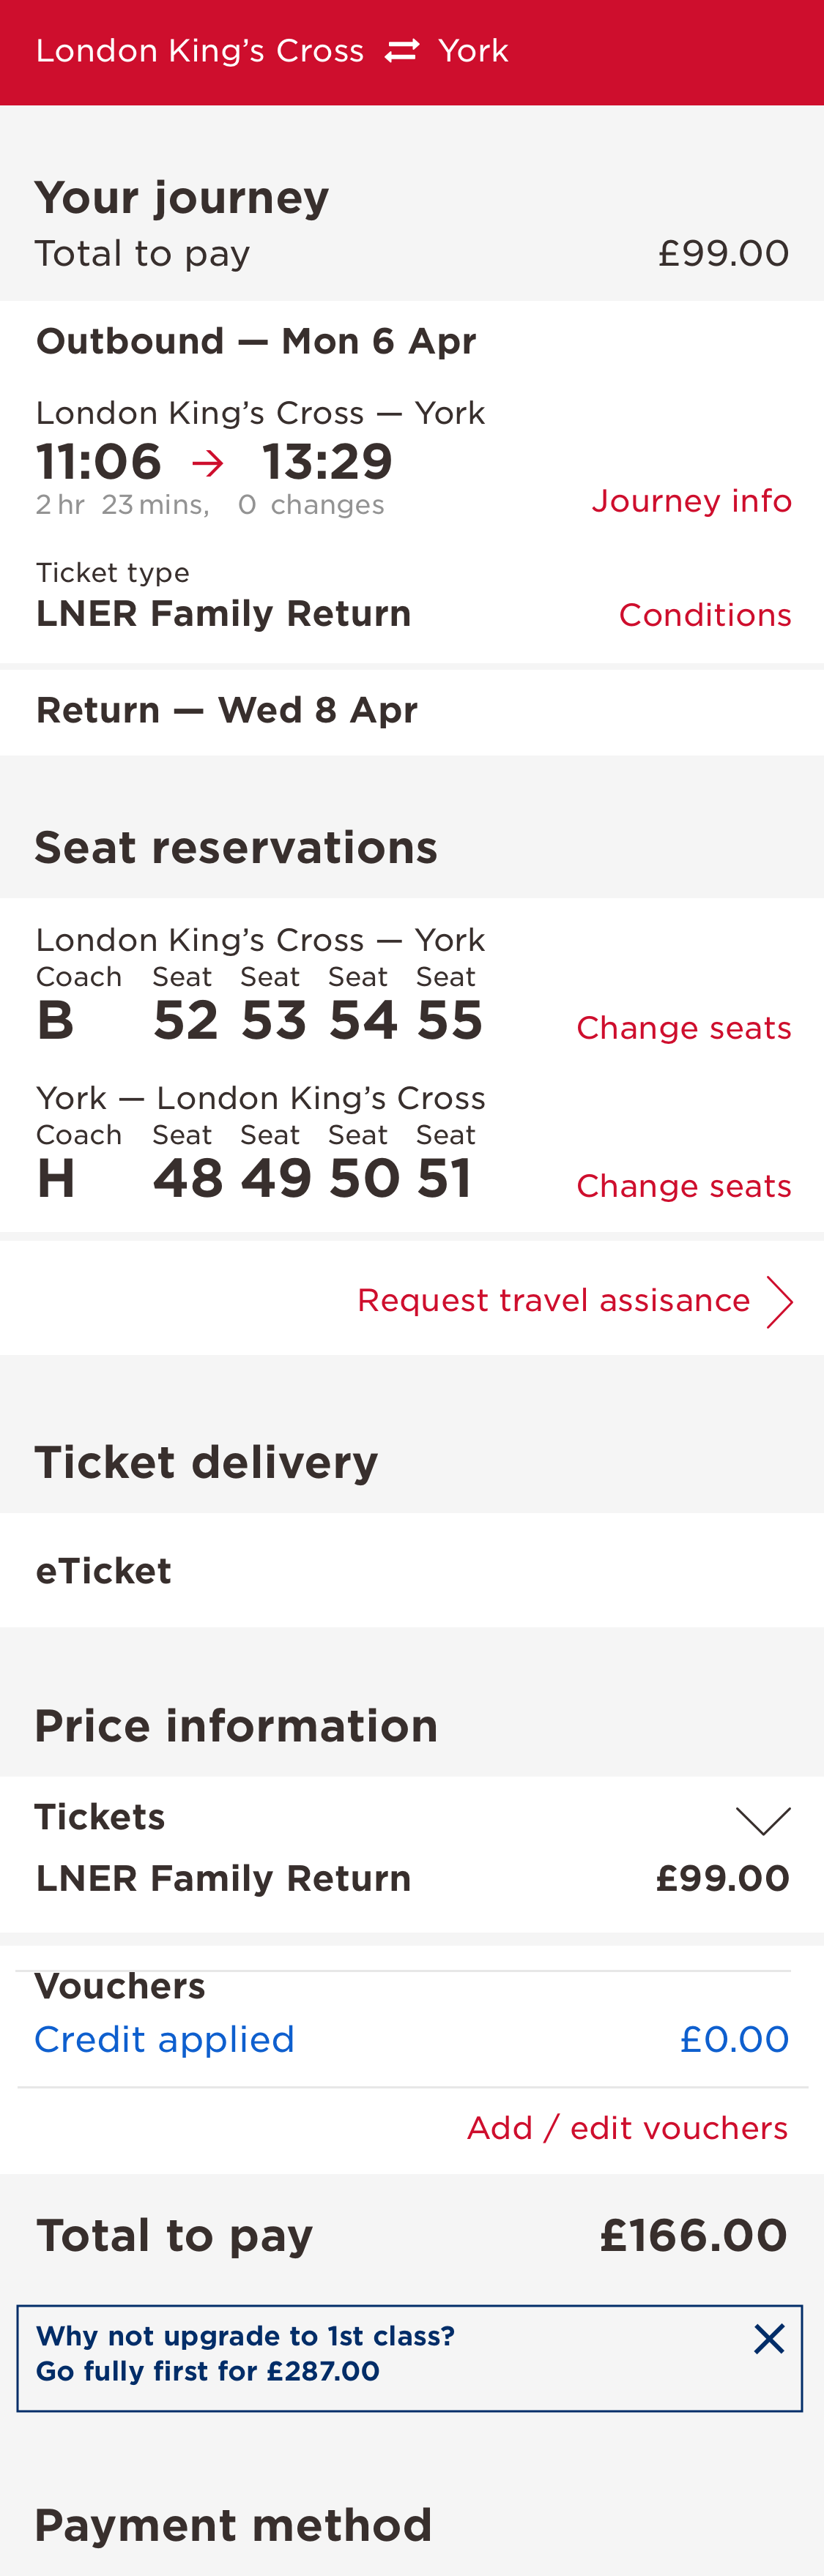 London King's Cross ⇌ York
Your journey
Total to pay £99.00
Outbound — Mon 6 Apr
London King's Cross — York
11:06 → 13:29
2 hr 23 mins, 0 changes
Journey info
Ticket type
LNER Family Return Conditions
Return — Wed 8 Apr
Seat reservations
London King's Cross — York
Coach Seat Seat Seat Seat
B 52 53 54 55 Change seats
York — London King's Cross
Coach Seat Seat Seat Seat
H 48 49 50 51 Change seats
Request travel assisance
Ticket delivery
eTicket
Price information
Tickets
LNER Family Return £99.00
Vouchers
Credit applied £0.00
Add / edit vouchers
Total to pay £166.00
Why not upgrade to 1st class?
Go fully first for £287.00
Payment method